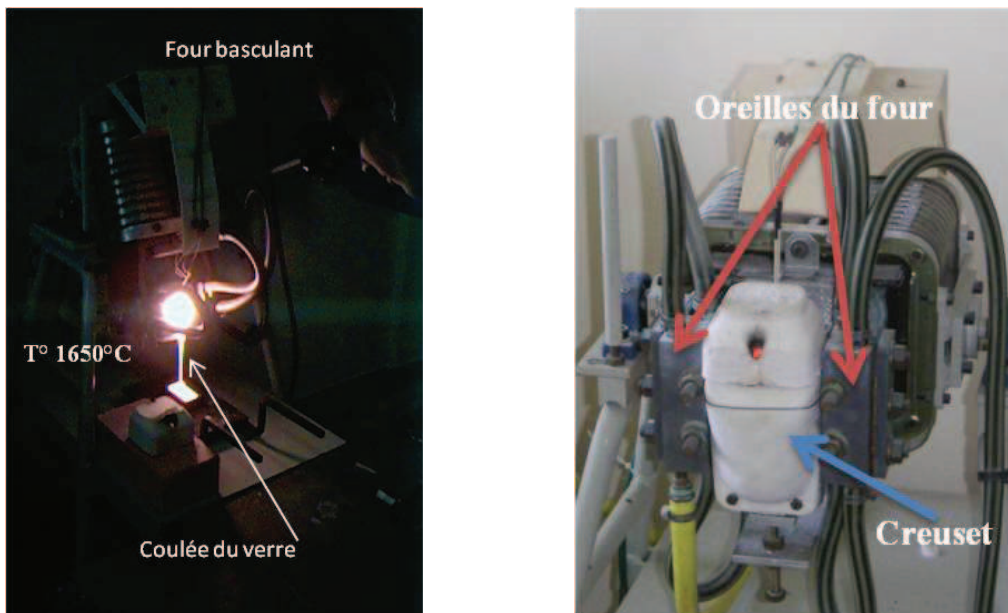 Four basculant
T° 1650°C
Coulée du verre
Oreilles du four
Creuset